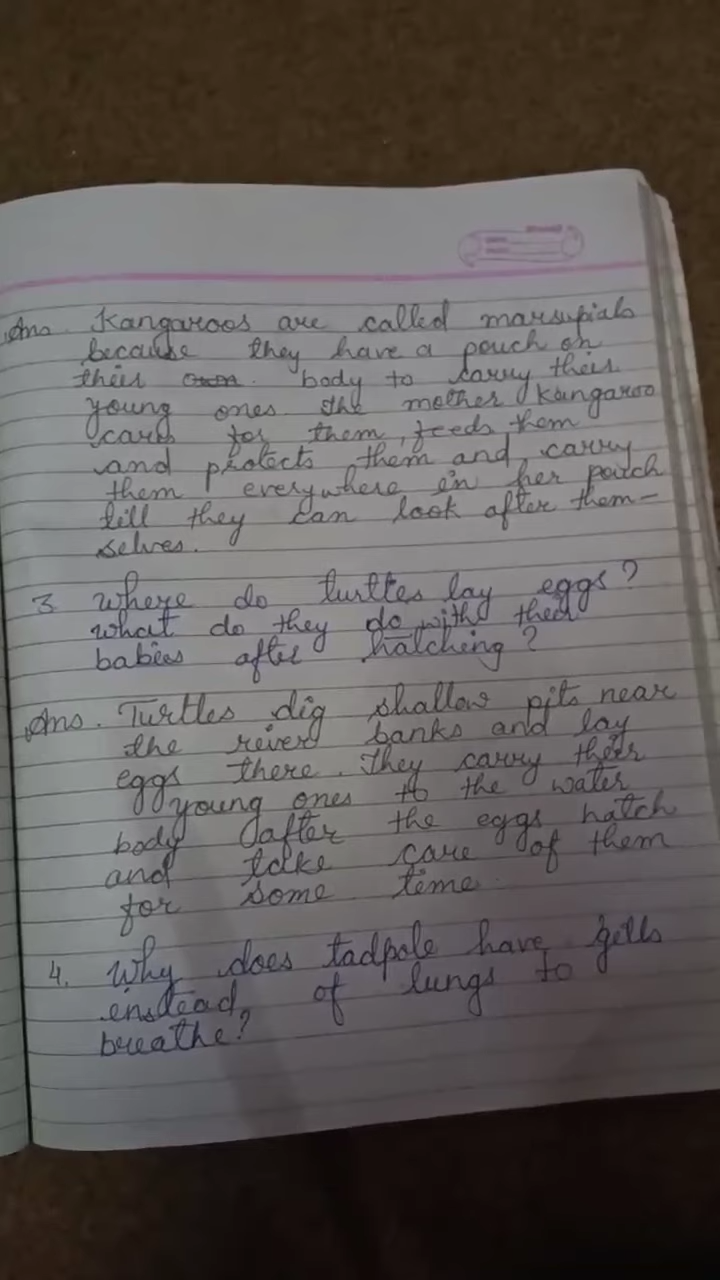 Ans. Kangaroos are called marsupials
because they have a pouch on
their body to carry their
young ones the mother kangaroo
cares for them, feeds them
and protects them and, carry
them everywhere in her pouch
till they can look after them-
selves.
3 Where do turtles lay eggs?
what do they do with their
babies after hatching?
Ans. Turtles dig shallow pits near
the river banks and lay
eggs there. They carry their
young ones to the water
body after the eggs hatch
and take care of them
for some time.
4. Why does tadpole have gills
instead of lungs to
breathe?